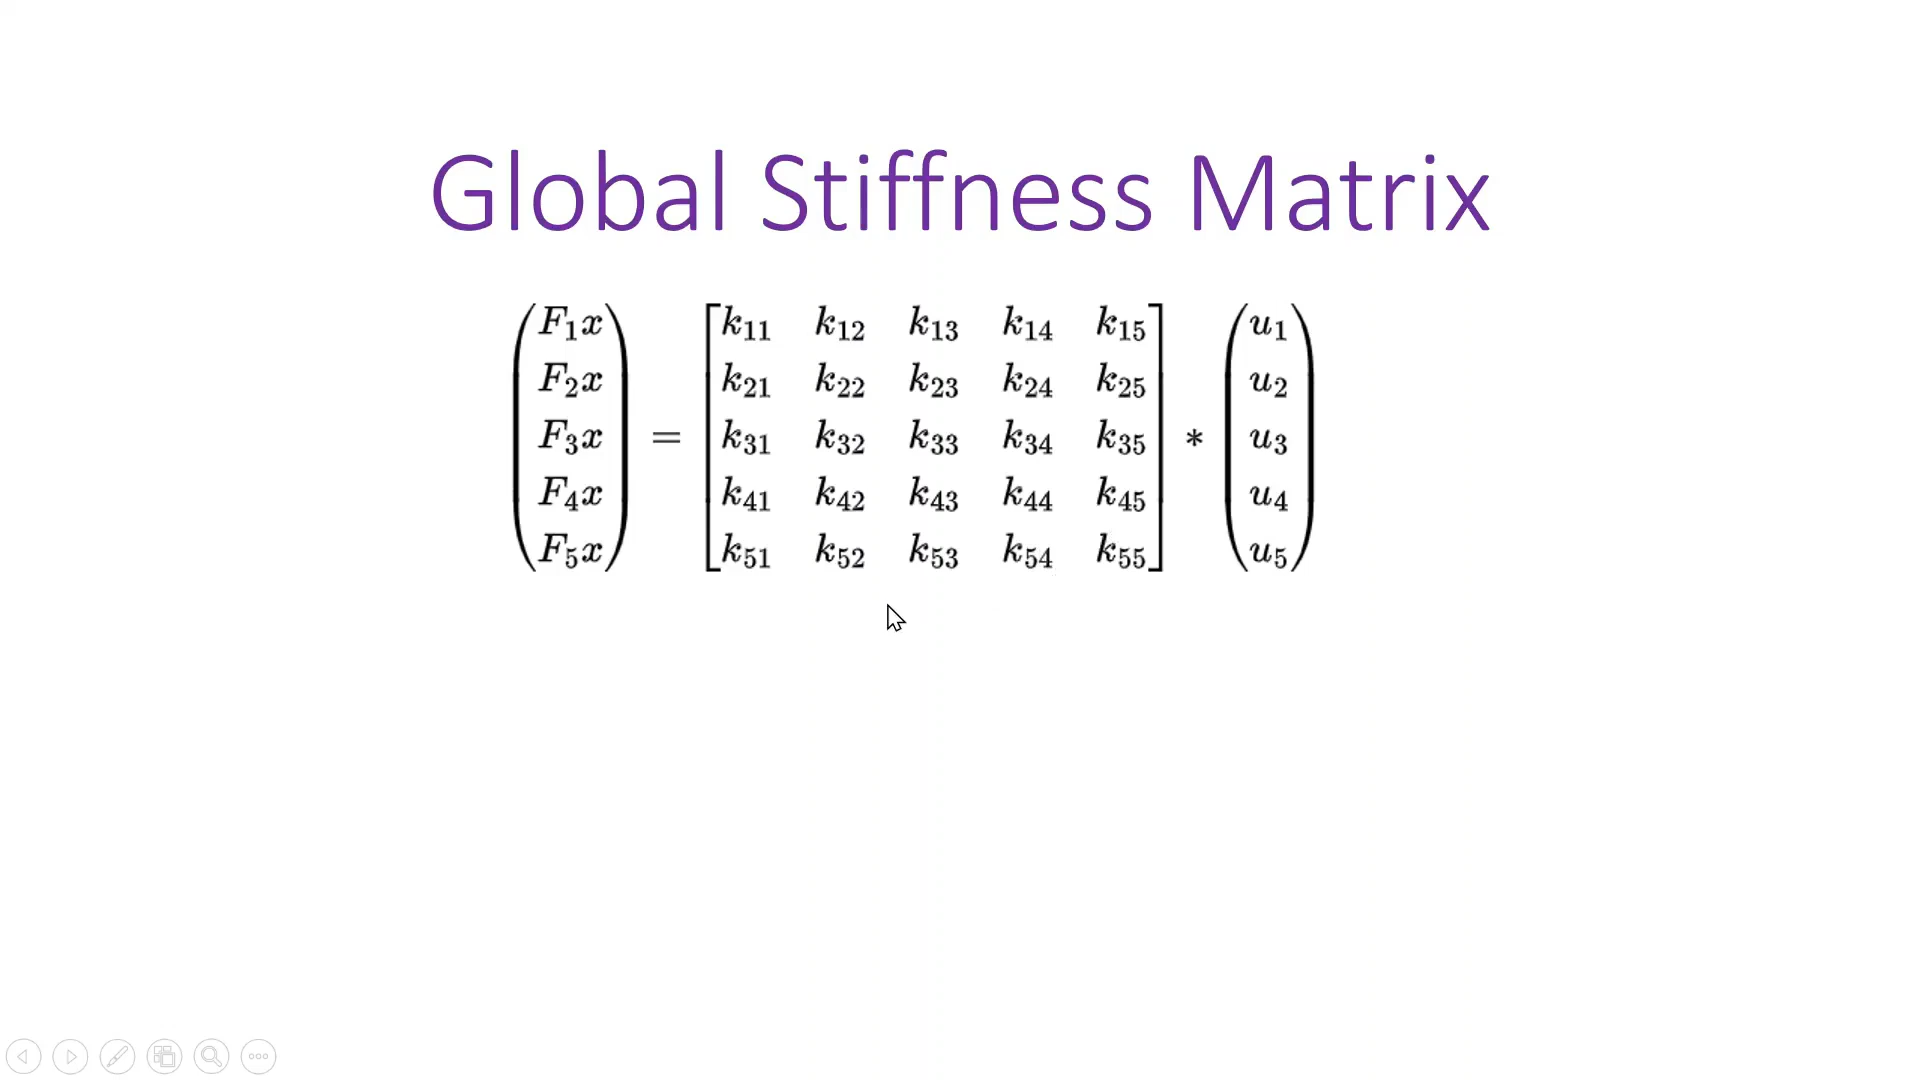 Global Stiffness Matrix
F₁x k₁₁ k₁₂ k₁₃ k₁₄ k₁₅ u₁
F₂x k₂₁ k₂₂ k₂₃ k₂₄ k₂₅ u₂
F₃x = k₃₁ k₃₂ k₃₃ k₃₄ k₃₅ * u₃
F₄x k₄₁ k₄₂ k₄₃ k₄₄ k₄₅ u₄
F₅x k₅₁ k₅₂ k₅₃ k₅₄ k₅₅ u₅